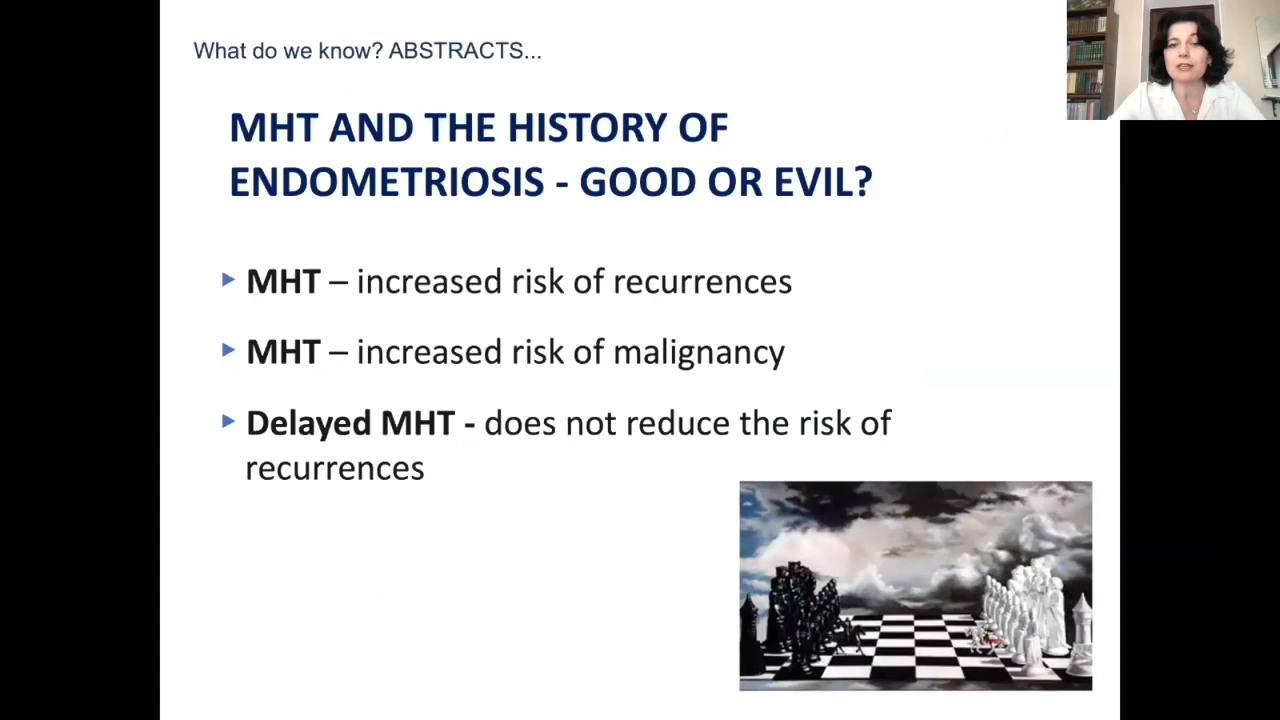 What do we know? ABSTRACTS...
MHT AND THE HISTORY OF
ENDOMETRIOSIS - GOOD OR EVIL?
MHT – increased risk of recurrences
MHT – increased risk of malignancy
Delayed MHT - does not reduce the risk of
recurrences